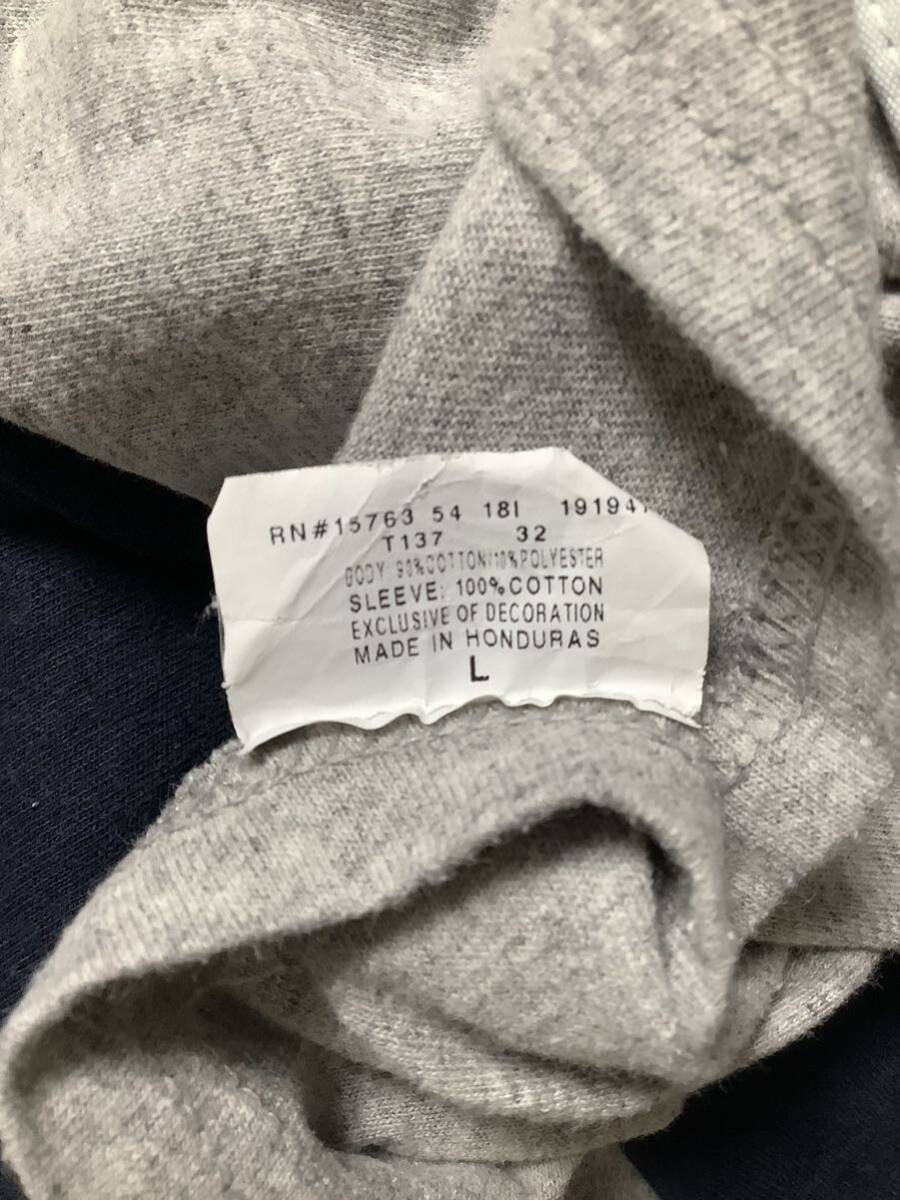 RN#15763 54 18I 19194
T137 32
BODY 90%COTTON/10%POLYESTER
SLEEVE: 100%COTTON
EXCLUSIVE OF DECORATION
MADE IN HONDURAS
L